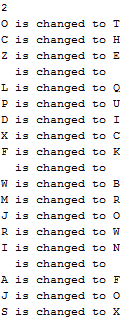 2
O is changed to T
C is changed to H
Z is changed to E
  is changed to
L is changed to Q
P is changed to U
D is changed to I
X is changed to C
F is changed to K
  is changed to
W is changed to B
M is changed to R
J is changed to O
R is changed to W
I is changed to N
  is changed to
A is changed to F
J is changed to O
S is changed to X